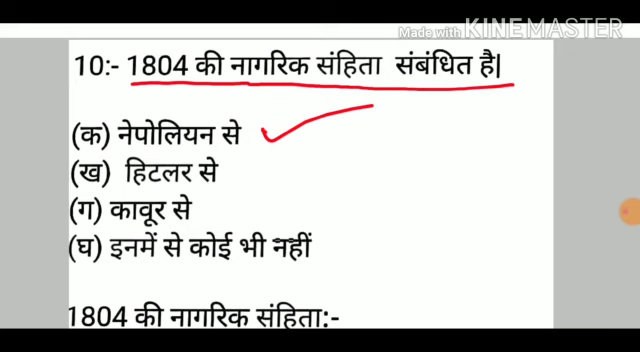 Made with KINEMASTER
10:- 1804 की नागरिक संहिता संबंधित है|
(क) नेपोलियन से
(ख) हिटलर से
(ग) कावूर से
(घ) इनमें से कोई भी नहीं
1804 की नागरिक संहिता:-